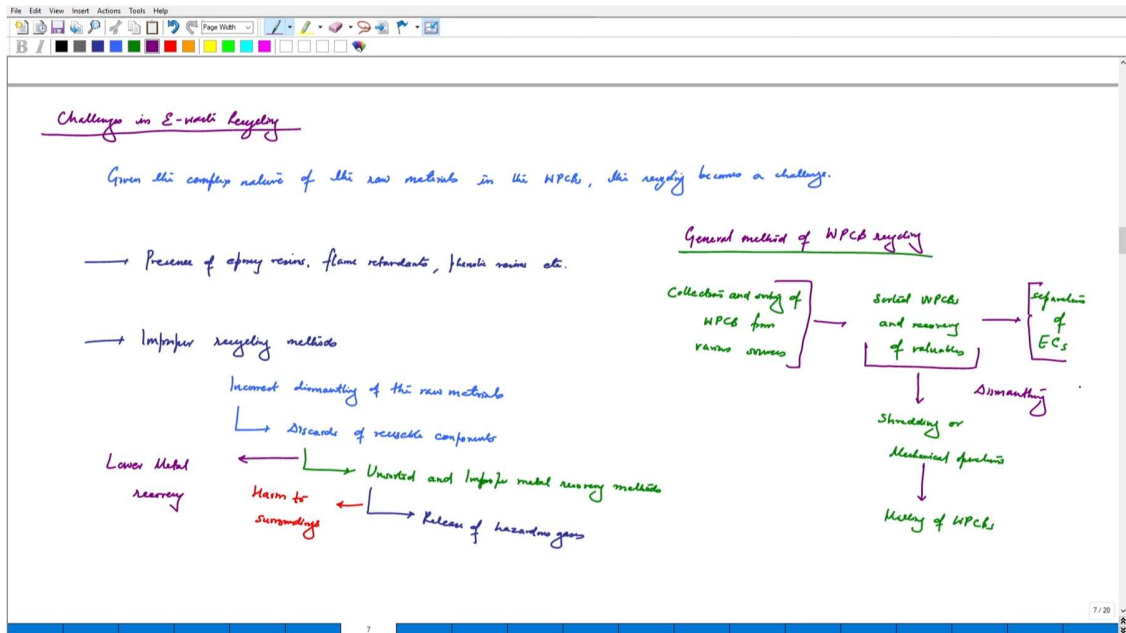 File Edit View Insert Actions Tools Help
Page Width
B I
Challenges in E-waste Recycling
Given the complex nature of the raw materials in the WPCBs, the recycling becomes a challenge.
→ Presence of epoxy resins, flame retardants, phenolic resins etc.
→ Improper recycling methods
Incorrect dismantling of the raw materials
→ Discards of reusable components
→ Unsorted and Improper metal recovery methods
Lower Metal
recovery
→ Release of hazardous gases
Harm to
surroundings
General method of WPCB recycling
Collection and sorting of
WPCB from
various sources
Sorted WPCBs
and recovery
of valuables
Separation
of
ECs
Dismantling
Shredding or
Mechanical operations
Milling of WPCBs
7 / 20
7